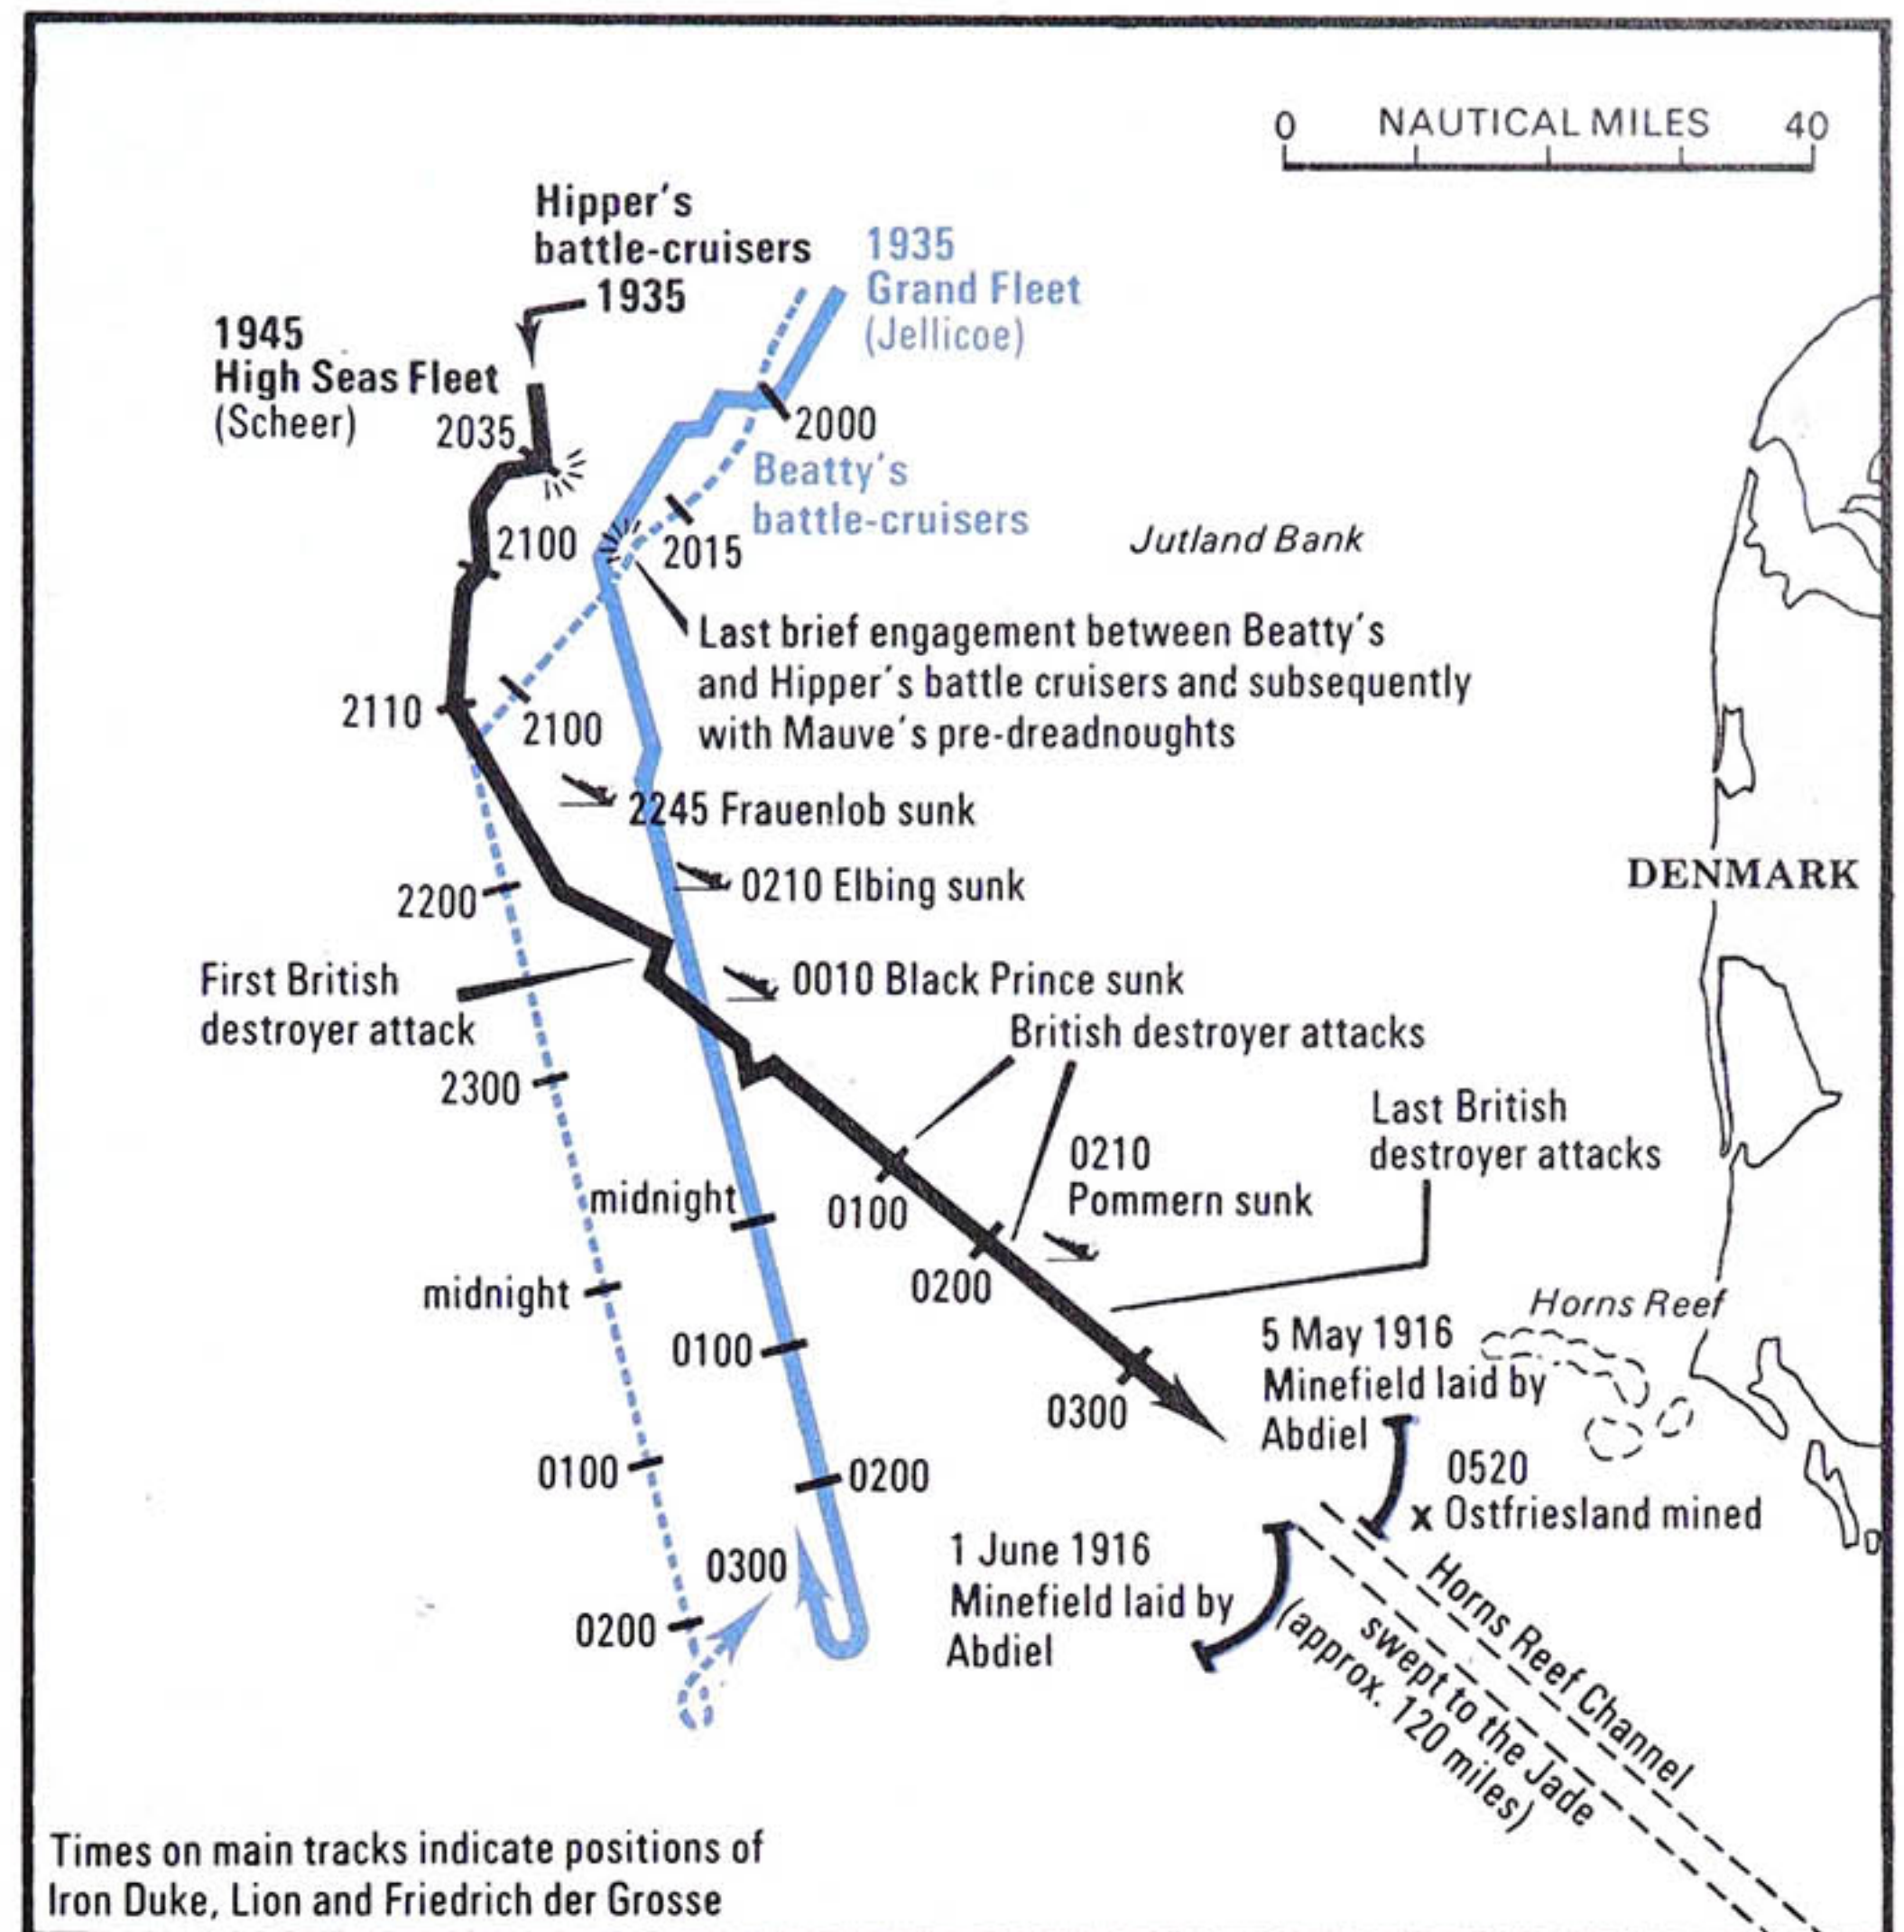 0 NAUTICAL MILES 40
Hipper's
battle-cruisers
1935
1935
Grand Fleet
(Jellicoe)
1945
High Seas Fleet
(Scheer)
2035
2000
Beatty's
battle-cruisers
2100
2015
Jutland Bank
Last brief engagement between Beatty's
and Hipper's battle cruisers and subsequently
with Mauve's pre-dreadnoughts
2110
2100
2245 Frauenlob sunk
0210 Elbing sunk
DENMARK
2200
First British
destroyer attack
0010 Black Prince sunk
British destroyer attacks
2300
Last British
destroyer attacks
0210
Pommern sunk
midnight
0100
midnight
0200
Horns Reef
0100
5 May 1916
Minefield laid by
Abdiel
0300
0100
0200
0520
x Ostfriesland mined
0300
1 June 1916
Minefield laid by
Abdiel
0200
Horns Reef Channel
swept to the Jade
(approx. 120 miles)
Times on main tracks indicate positions of
Iron Duke, Lion and Friedrich der Grosse